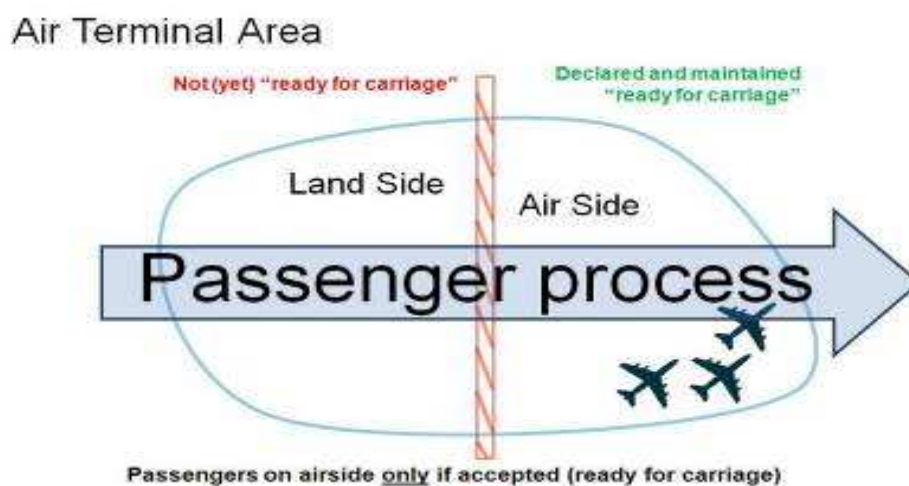 Air Terminal Area
Not (yet) “ready for carriage”
Declared and maintained
“ready for carriage”
Land Side
Air Side
Passenger process
Passengers on airside only if accepted (ready for carriage)